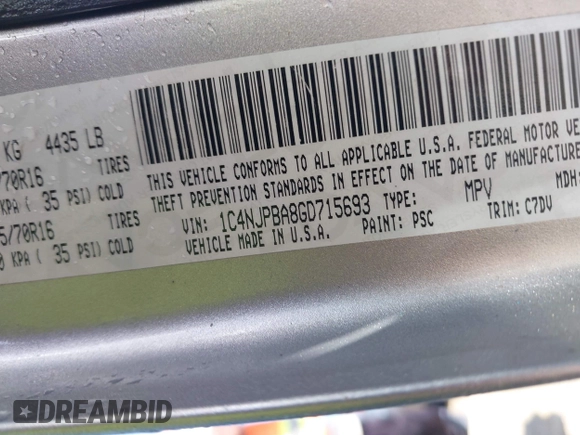 KG 4435 LB
/70R16 TIRES
KPA ( 35 PSI) COLD
5/70R16 TIRES
0 KPA ( 35 PSI) COLD
THIS VEHICLE CONFORMS TO ALL APPLICABLE U.S.A. FEDERAL MOTOR VE
THEFT PREVENTION STANDARDS IN EFFECT ON THE DATE OF MANUFACTURE
VIN: 1C4NJPBA8GD715693 TYPE: MPV MDH:
VEHICLE MADE IN U.S.A. PAINT: PSC TRIM: C7DV
DREAMBID